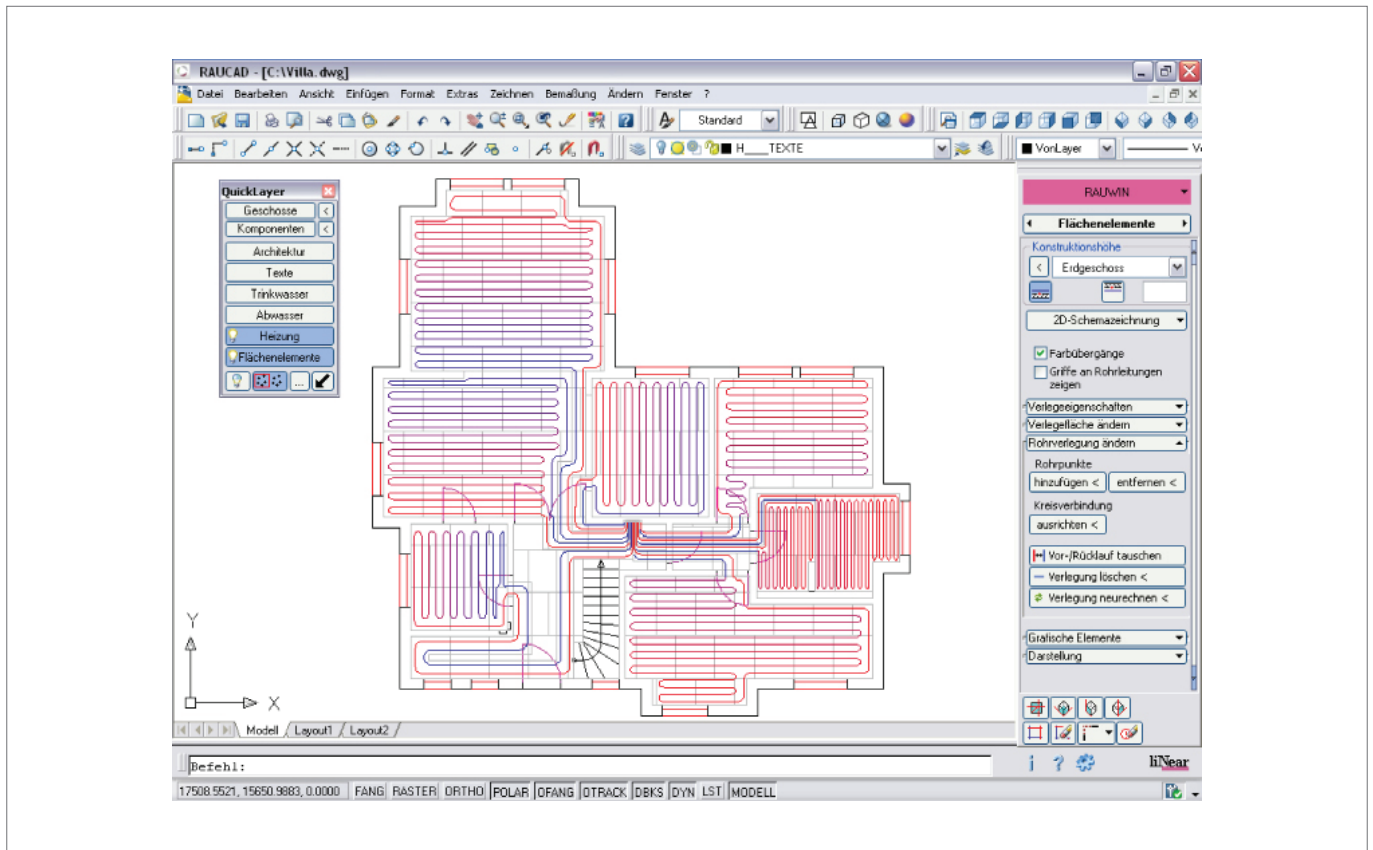 RAUCAD - [C:\Villa.dwg]
Datei Bearbeiten Ansicht Einfügen Format Extras Zeichnen Bemaßung Ändern Fenster ?
Standard
H___TEXTE
VonLayer
QuickLayer
Geschosse <
Komponenten <
Architektur
Texte
Trinkwasser
Abwasser
Heizung
Flächenelemente
...
RAUWIN
Flächenelemente
Konstruktionshöhe
< Erdgeschoss
2D-Schemazeichnung
Farbübergänge
Griffe an Rohrleitungen
zeigen
Verlegeeigenschaften
Verlegefläche ändern
Rohrverlegung ändern
Rohrpunkte
hinzufügen < entfernen <
Kreisverbindung
ausrichten <
Vor-/Rücklauf tauschen
Verlegung löschen <
Verlegung neurechnen <
Grafische Elemente
Darstellung
Y
X
Modell Layout1 Layout2
Befehl:
liNear
17508.5521, 15650.9883, 0.0000 FANG RASTER ORTHO POLAR OFANG OTRACK DBKS DYN LST MODELL